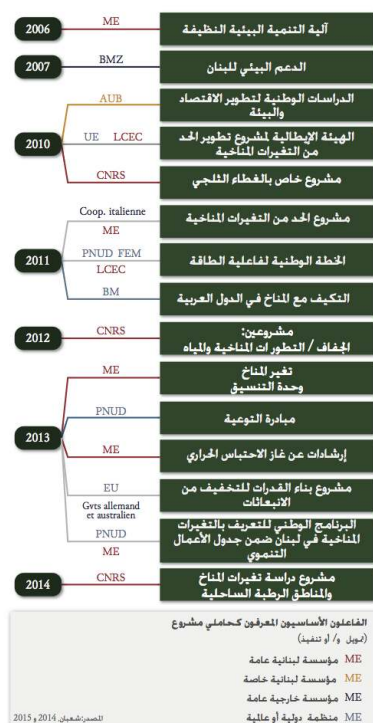 2006
ME
آلية التنمية البيئية النظيفة
2007
BMZ
الدعم البيئي للبنان
2010
AUB
الدراسات الوطنية لتطوير الاقتصاد
والبيئة
UE LCEC
الهيئة الإيطالية لمشروع تطوير الحد
من التغيرات المناخية
CNRS
مشروع خاص بالغطاء الثلجي
2011
Coop. italienne
ME
مشروع الحد من التغيرات المناخية
PNUD FEM
LCEC
الخطة الوطنية لفاعلية الطاقة
BM
التكيف مع المناخ في الدول العربية
2012
CNRS
مشروعين:
الجفاف / التطورات المناخية والمياه
2013
ME
تغير المناخ
وحدة التنسيق
PNUD
مبادرة التوعية
ME
إرشادات عن غاز الاحتباس الحراري
EU
مشروع بناء القدرات للتخفيف من
الانبعاثات
Gvts allemand
et australien
PNUD
ME
البرنامج الوطني للتعريف بالتغيرات
المناخية في لبنان ضمن جدول الأعمال
التنموي
2014
CNRS
مشروع دراسة تغيرات المناخ
والمناطق الرطبة الساحلية
الفاعلون الأساسيون المعرفون كحاملي مشروع
(تمويل و/ أو تنفيذ)
ME مؤسسة لبنانية عامة
ME مؤسسة لبنانية خاصة
ME مؤسسة خارجية عامة
ME منظمة دولية أو عالمية
المصدر:شعبان, 2014 و 2015